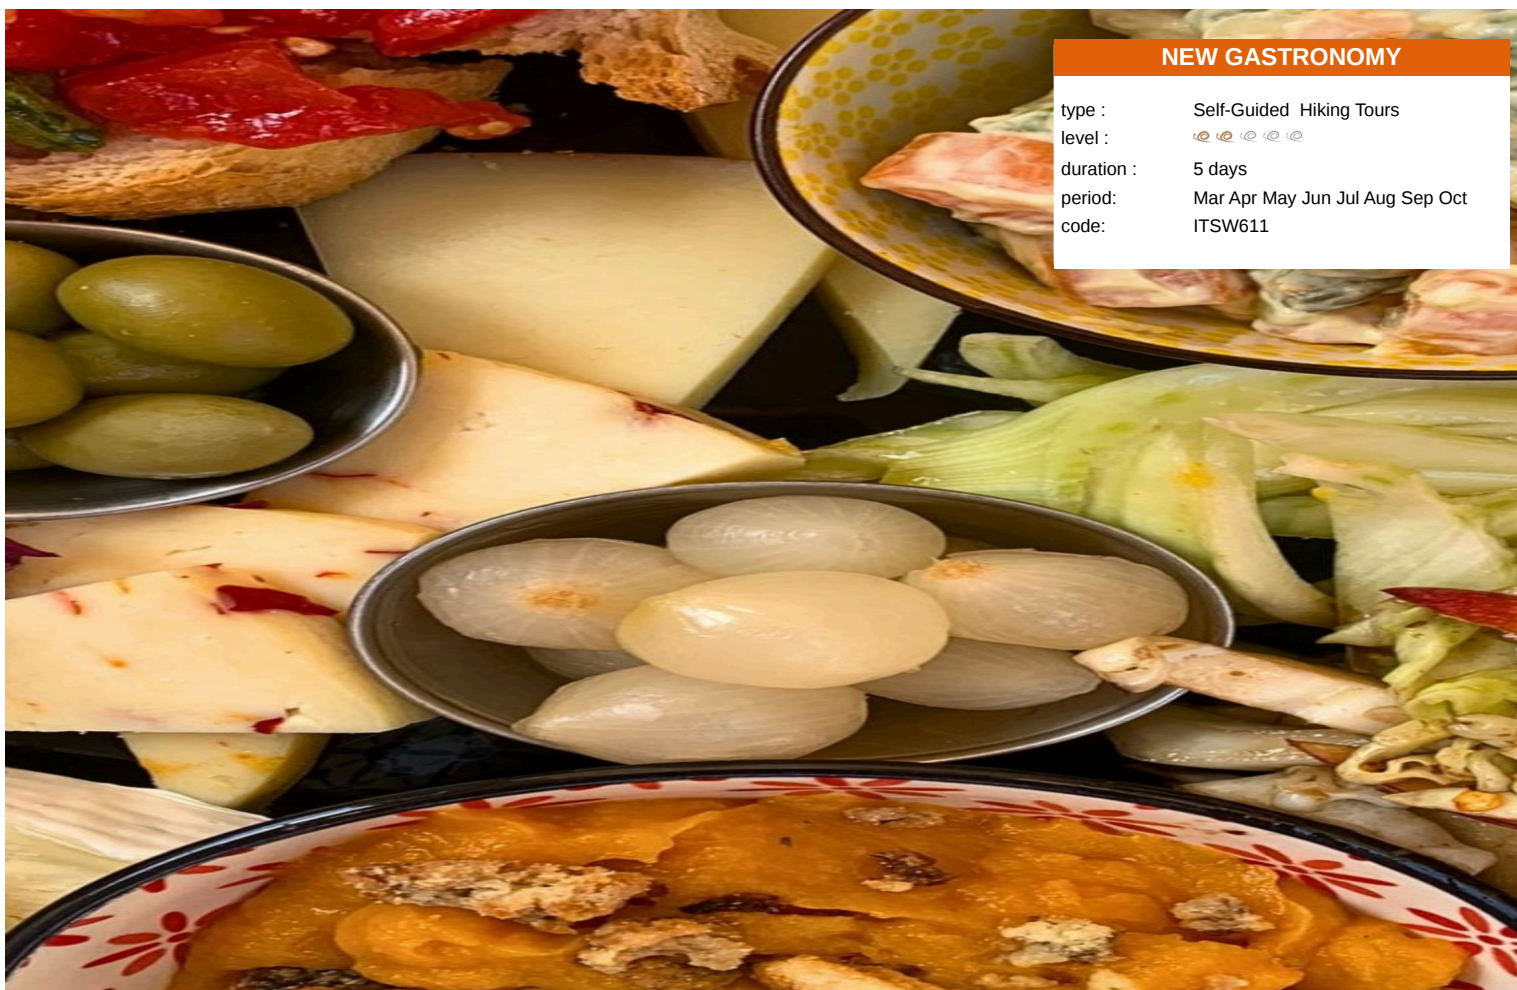 NEW GASTRONOMY
type : Self-Guided  Hiking Tours
level :
duration : 5 days
period: Mar Apr May Jun Jul Aug Sep Oct
code: ITSW611